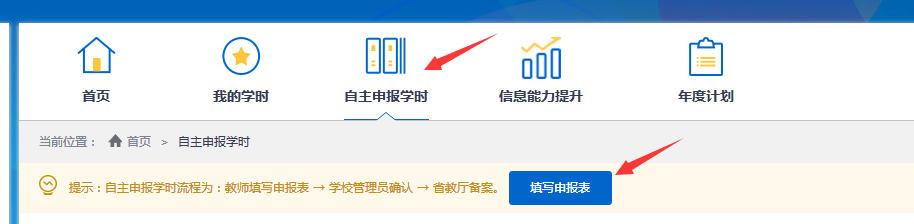 首页 我的学时 自主申报学时 信息能力提升 年度计划
当前位置： 首页 > 自主申报学时
提示：自主申报学时流程为：教师填写申报表 → 学校管理员确认 → 省教厅备案。 填写申报表